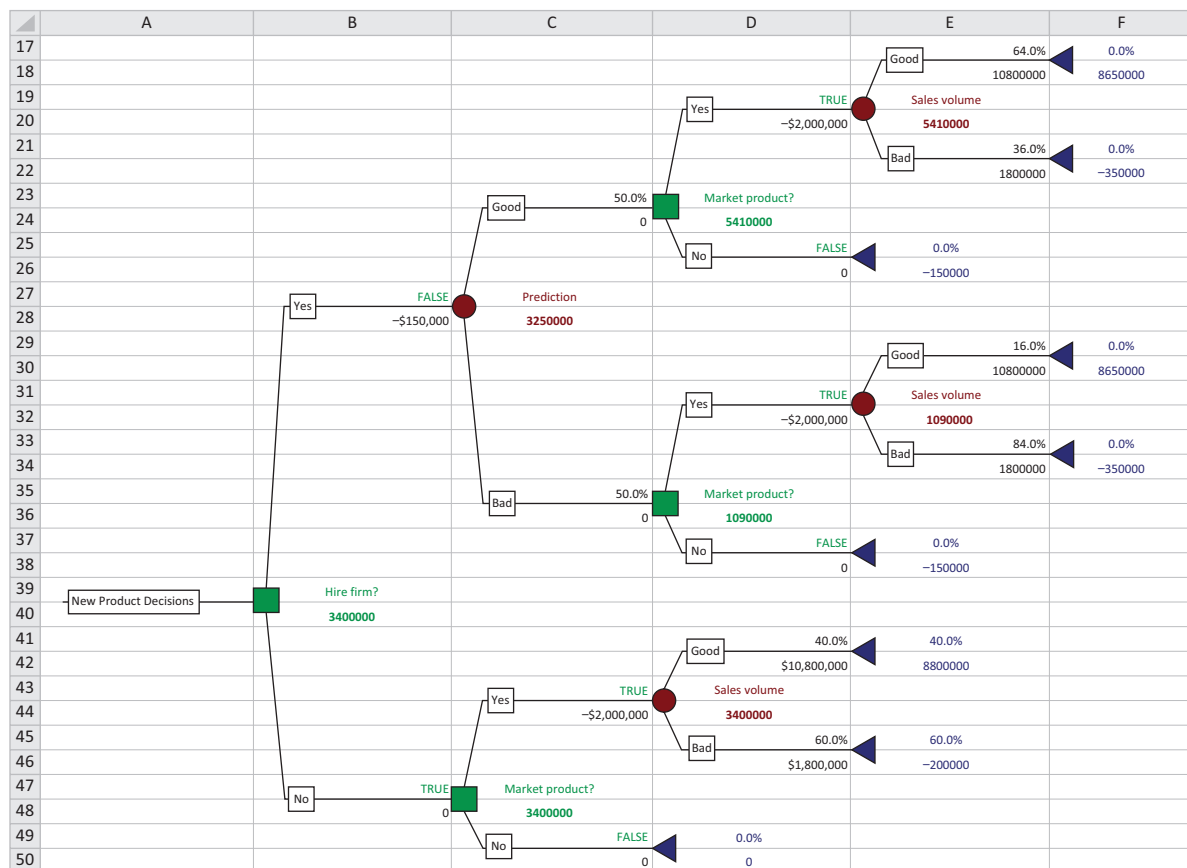 A B C D E F
17 64.0% 0.0%
Good
18 10800000 8650000
19 TRUE Sales volume
Yes
20 −$2,000,000 5410000
21 36.0% 0.0%
Bad
22 1800000 −350000
23 50.0% Market product?
Good
24 0 5410000
25 FALSE 0.0%
No
26 0 −150000
27 FALSE Prediction
Yes
28 −$150,000 3250000
29 16.0% 0.0%
Good
30 10800000 8650000
31 TRUE Sales volume
Yes
32 −$2,000,000 1090000
33 84.0% 0.0%
Bad
34 1800000 −350000
35 50.0% Market product?
Bad
36 0 1090000
37 FALSE 0.0%
No
38 0 −150000
39 Hire firm?
New Product Decisions
40 3400000
41 40.0% 40.0%
Good
42 $10,800,000 8800000
43 TRUE Sales volume
Yes
44 −$2,000,000 3400000
45 60.0% 60.0%
Bad
46 $1,800,000 −200000
47 TRUE Market product?
No
48 0 3400000
49 FALSE 0.0%
No
50 0 0